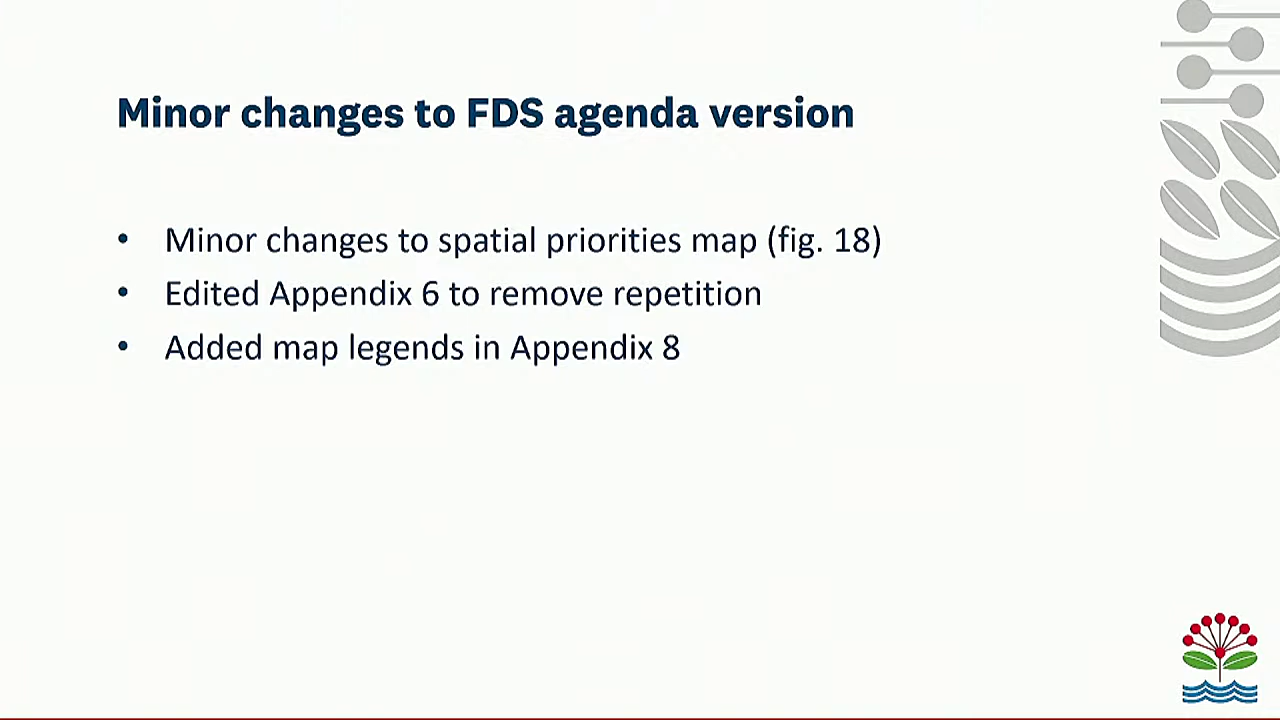 Minor changes to FDS agenda version
• Minor changes to spatial priorities map (fig. 18)
• Edited Appendix 6 to remove repetition
• Added map legends in Appendix 8